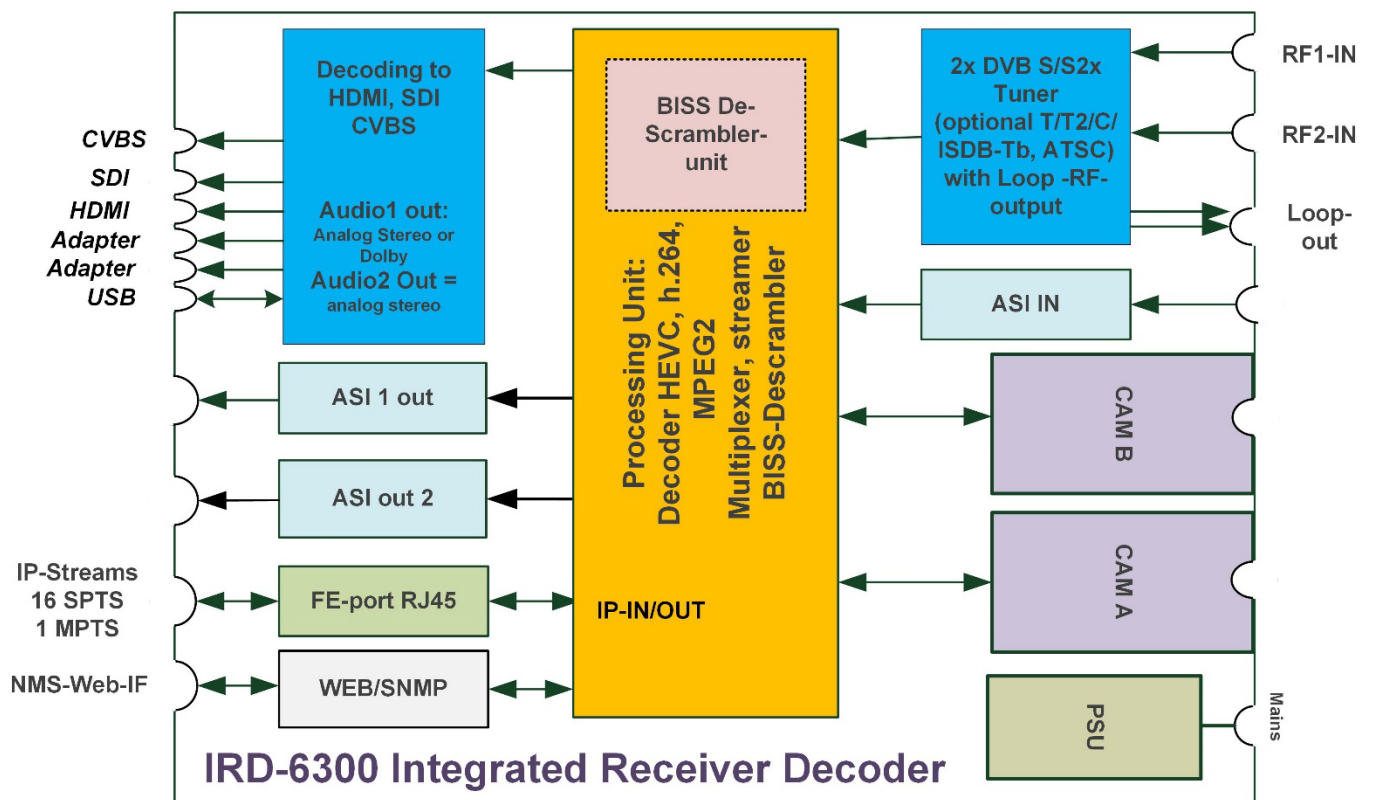 Decoding to
HDMI, SDI
CVBS
Audio1 out:
Analog Stereo or
Dolby
Audio2 Out =
analog stereo
CVBS
SDI
HDMI
Adapter
Adapter
USB
ASI 1 out
ASI out 2
IP-Streams
16 SPTS
1 MPTS
FE-port RJ45
NMS-Web-IF
WEB/SNMP
BISS De-
Scrambler-
unit
Processing Unit:
Decoder HEVC, h.264,
MPEG2
Multiplexer, streamer
BISS-Descrambler
IP-IN/OUT
2x DVB S/S2x
Tuner
(optional T/T2/C/
ISDB-Tb, ATSC)
with Loop -RF-
output
RF1-IN
RF2-IN
Loop-
out
ASI IN
CAM B
CAM A
PSU
Mains
IRD-6300 Integrated Receiver Decoder